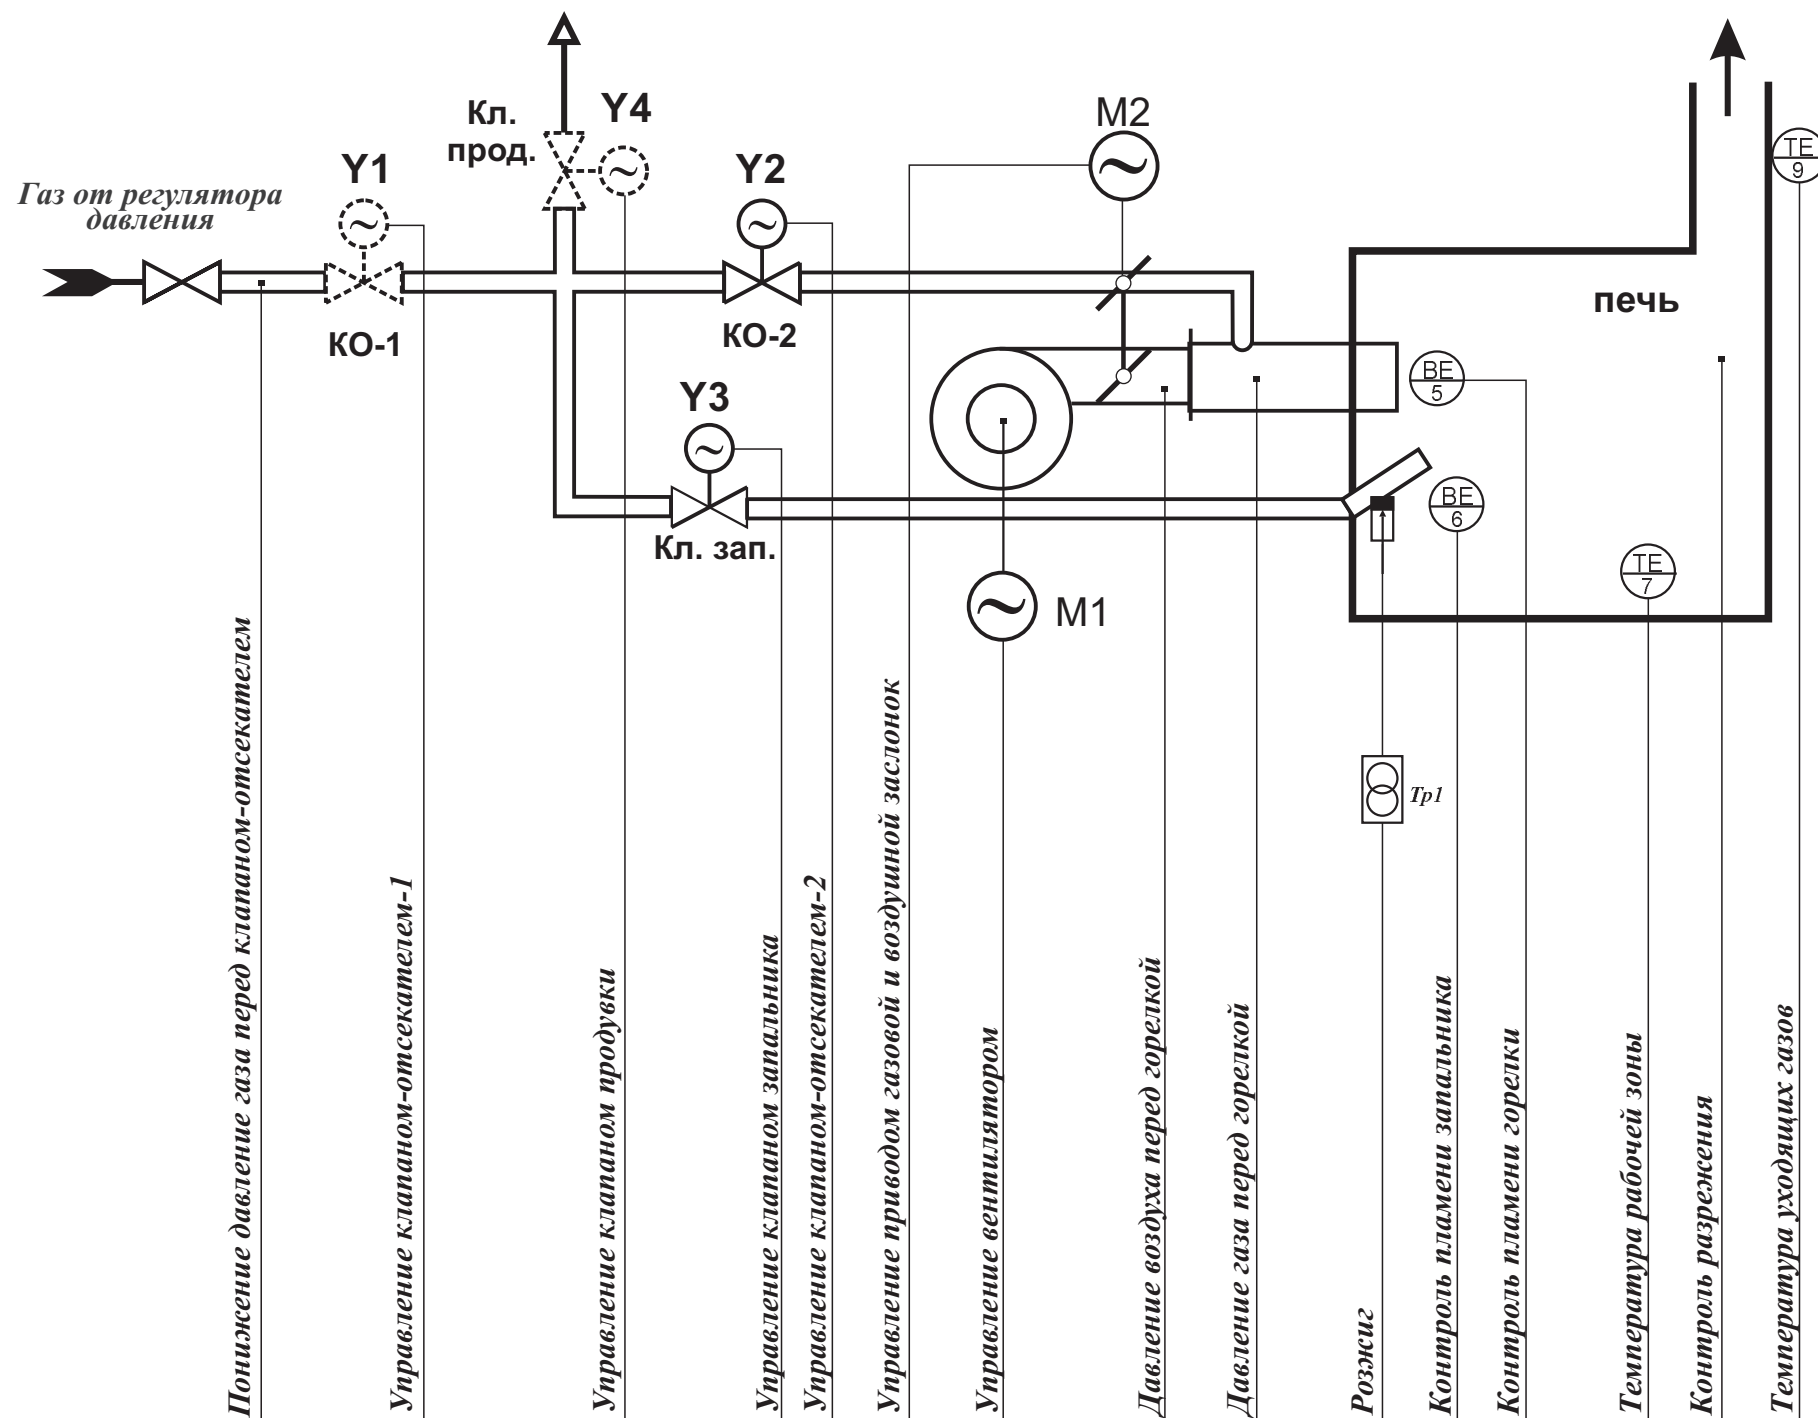 Кл.
прод.
Y4
M2
Y1
Y2
TE
9
Газ от регулятора
давления
печь
КО-1
КО-2
Y3
BE
5
BE
6
Кл. зап.
TE
7
M1
Тр1
Понижение давление газа перед клапаном-отсекателем
Управление клапаном-отсекателем-1
Управление клапаном продувки
Управление клапаном запальника
Управление клапаном-отсекателем-2
Управление приводом газовой и воздушиной заслонок
Управление вентилятором
Давление воздуха перед горелкой
Давление газа перед горелкой
Розжиг
Контроль пламени запальника
Контроль пламени горелки
Температура рабочей зоны
Контроль разрежения
Температура уходящих газов